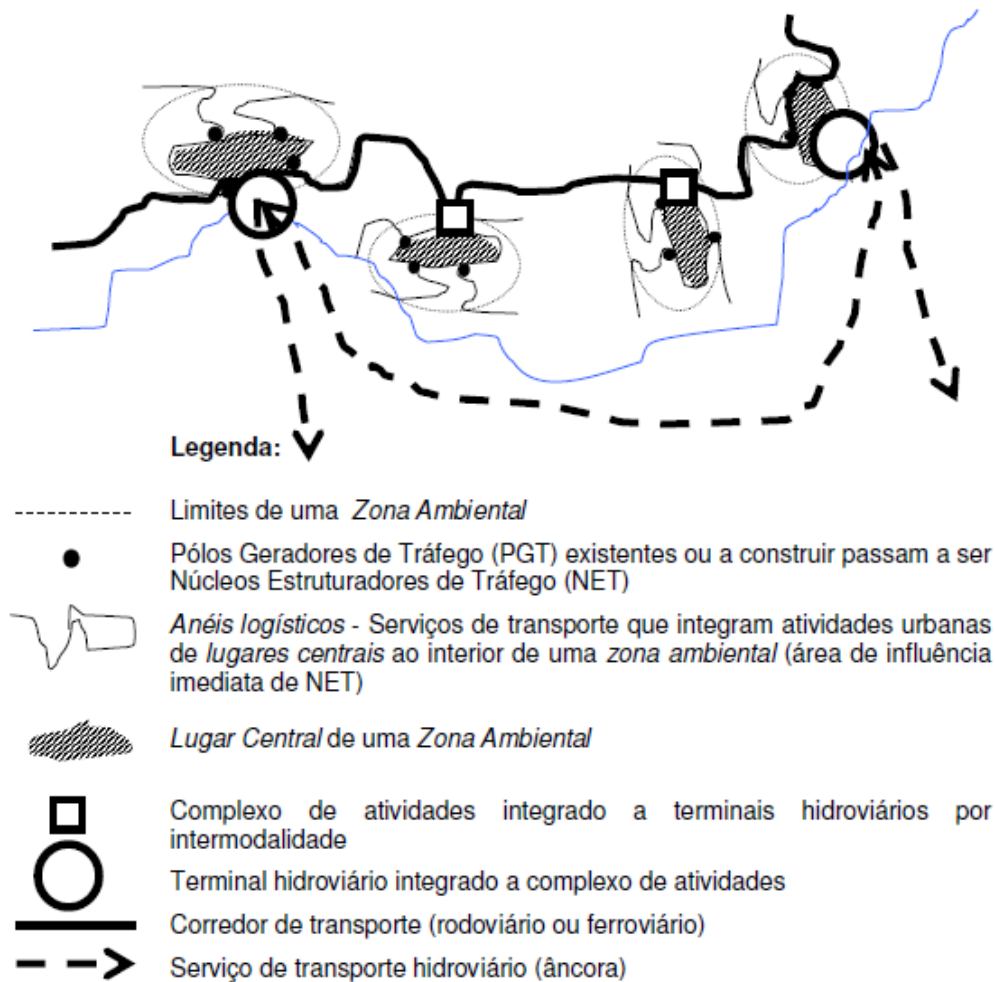 Legenda:
Limites de uma Zona Ambiental
Pólos Geradores de Tráfego (PGT) existentes ou a construir passam a ser
Núcleos Estruturadores de Tráfego (NET)
Anéis logísticos - Serviços de transporte que integram atividades urbanas
de lugares centrais ao interior de uma zona ambiental (área de influência
imediata de NET)
Lugar Central de uma Zona Ambiental
Complexo de atividades integrado a terminais hidroviários por
intermodalidade
Terminal hidroviário integrado a complexo de atividades
Corredor de transporte (rodoviário ou ferroviário)
Serviço de transporte hidroviário (âncora)